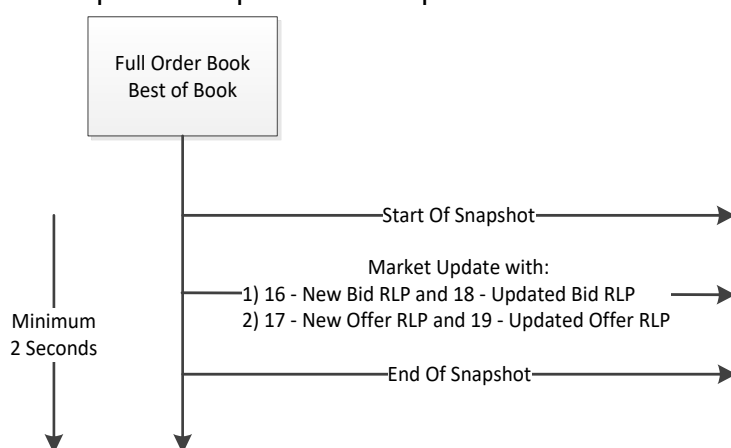 Full Order Book
Best of Book
Start Of Snapshot
Market Update with:
1) 16 - New Bid RLP and 18 - Updated Bid RLP
2) 17 - New Offer RLP and 19 - Updated Offer RLP
Minimum
2 Seconds
End Of Snapshot